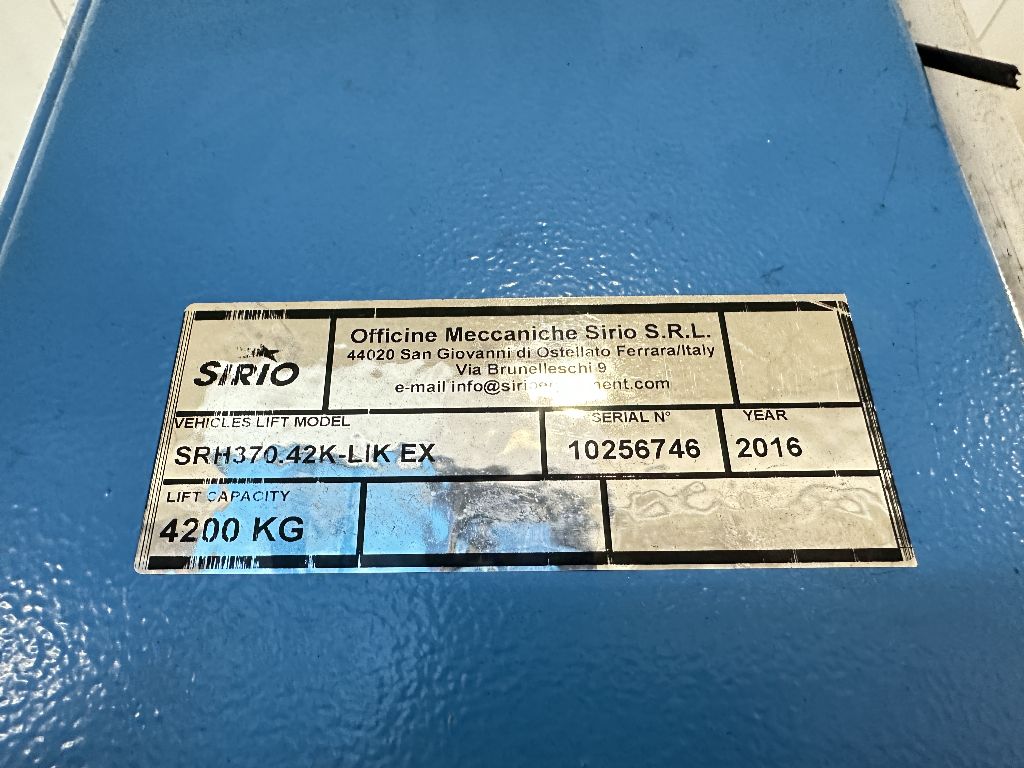 SIRIO
Officine Meccaniche Sirio S.R.L.
44020 San Giovanni di Ostellato Ferrara/Italy
Via Brunelleschi 9
e-mail
VEHICLES LIFT MODEL
SRH370.42K-LIK EX
SERIAL N°
10256746
YEAR
2016
LIFT CAPACITY
4200 KG